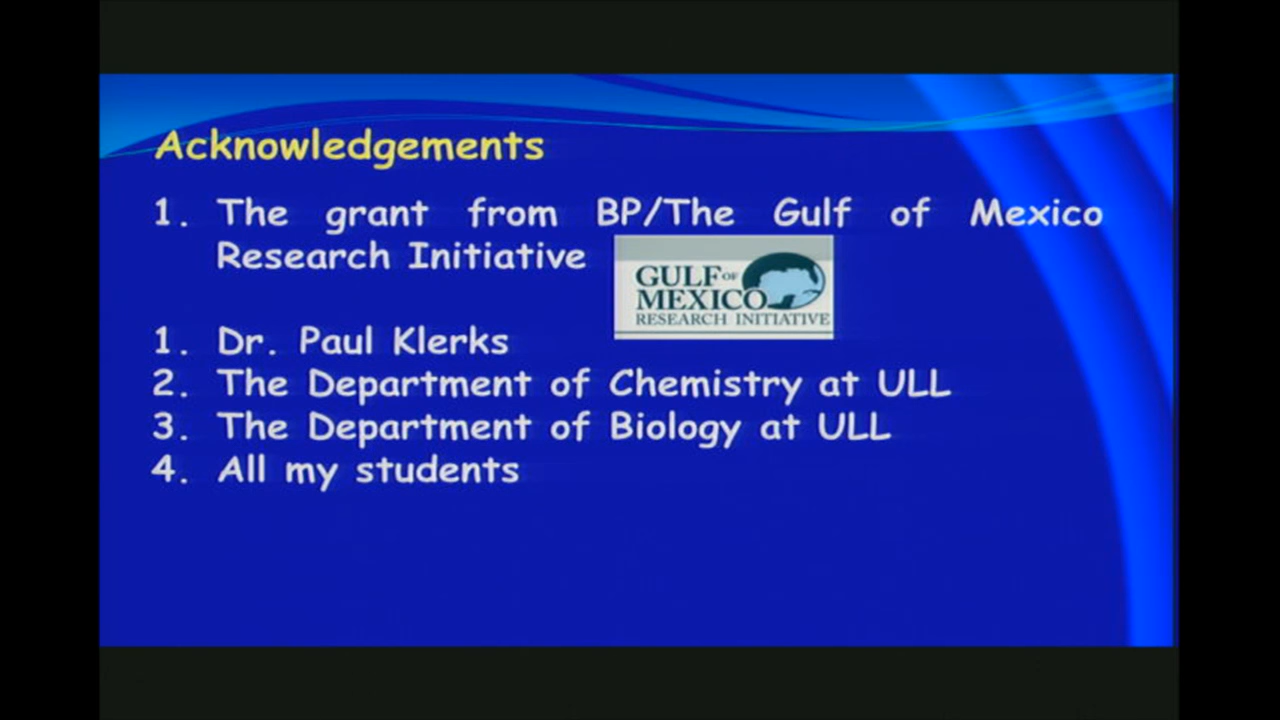 Acknowledgements
1. The grant from BP/The Gulf of Mexico
Research Initiative
GULF OF
MEXICO
RESEARCH INITIATIVE
1. Dr. Paul Klerks
2. The Department of Chemistry at ULL
3. The Department of Biology at ULL
4. All my students